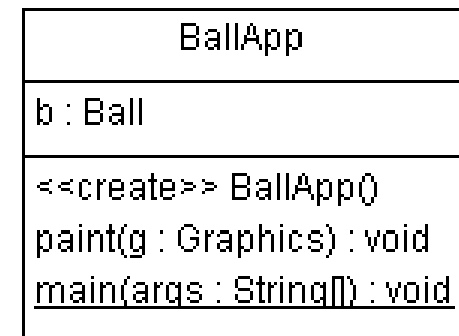 BallApp
b : Ball
<<create>> BallApp()
paint(g : Graphics) : void
main(args : String[]) : void